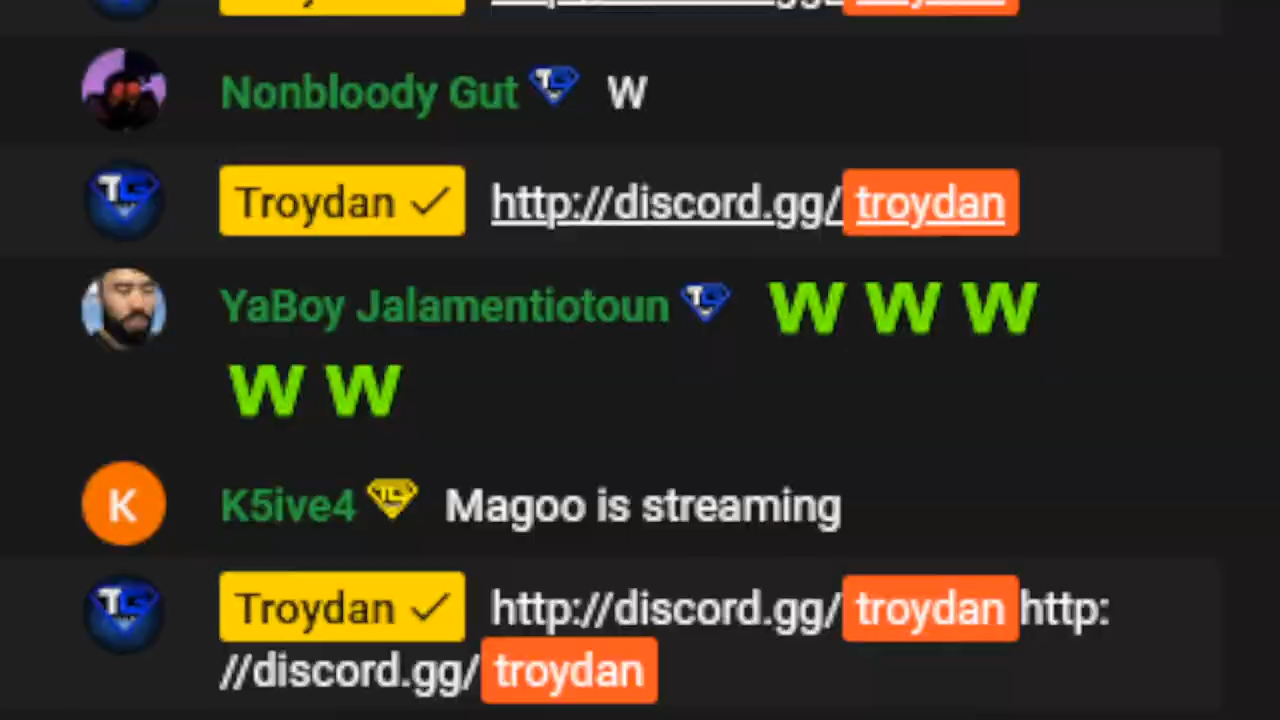 Nonbloody Gut W
Troydan http://discord.gg/troydan
YaBoy Jalamentiotoun W W W
W W
K K5ive4 Magoo is streaming
Troydan http://discord.gg/troydan http:
//discord.gg/troydan